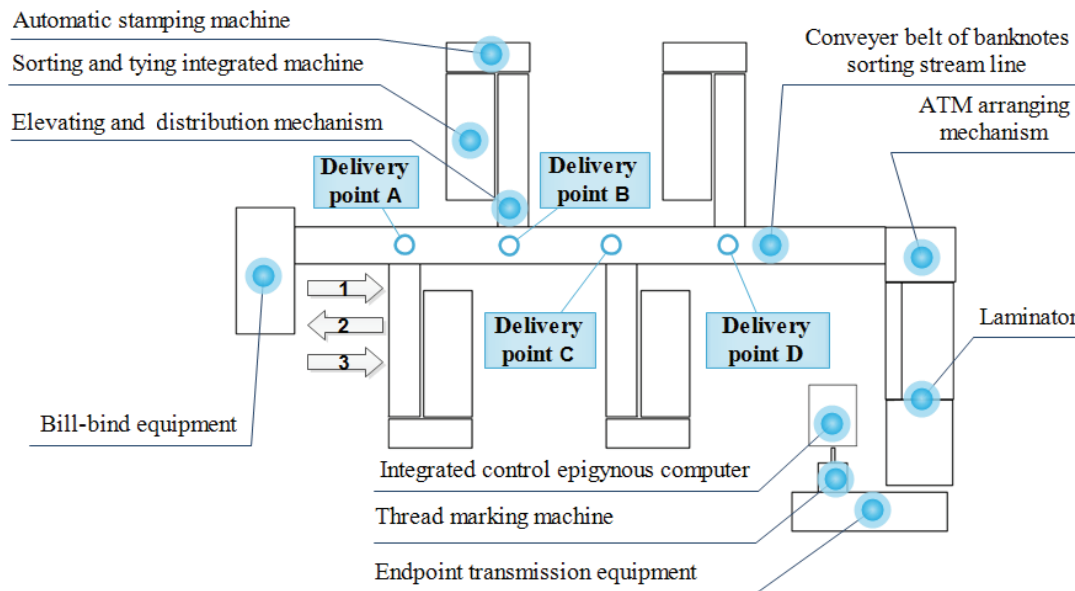 Automatic stamping machine
Sorting and tying integrated machine
Elevating and distribution mechanism
Conveyer belt of banknotes
sorting stream line
ATM arranging
mechanism
Delivery
point A
Delivery
point B
1
2
3
Delivery
point C
Delivery
point D
Laminator
Bill-bind equipment
Integrated control epigynous computer
Thread marking machine
Endpoint transmission equipment